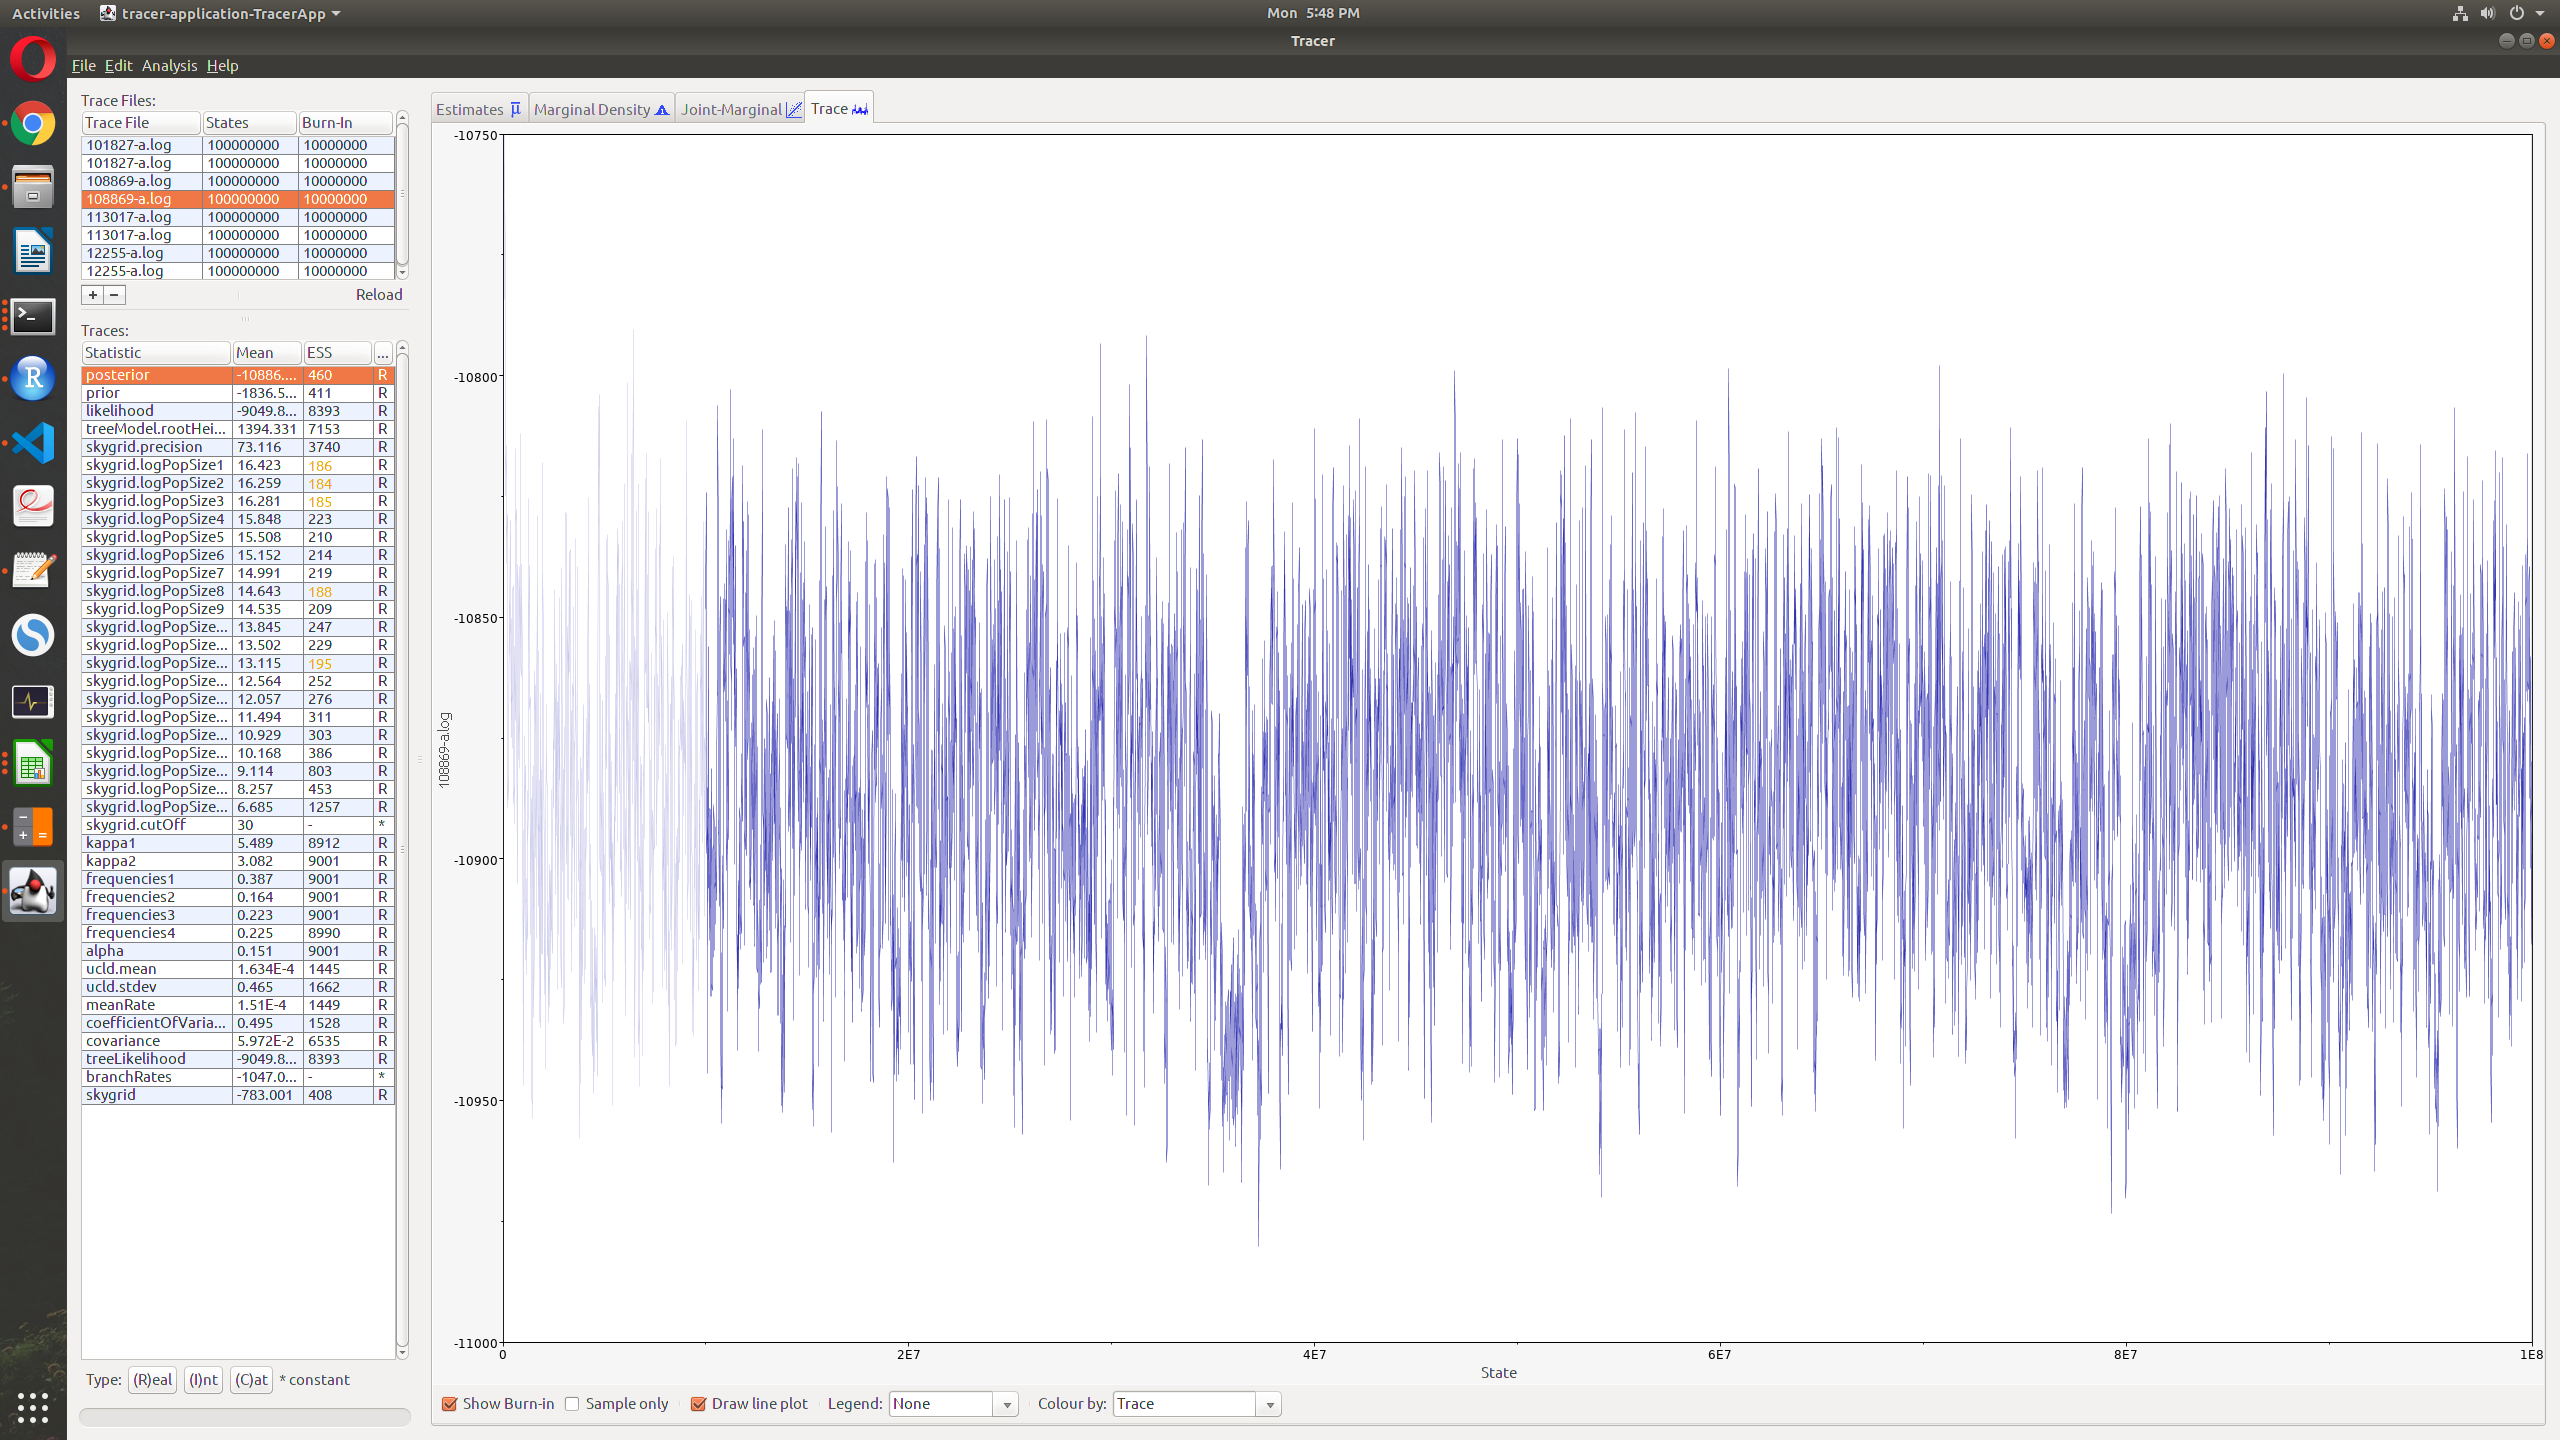 Activities tracer-application-TracerApp Mon 5:48 PM
Tracer
File Edit Analysis Help
Trace Files:
Trace File States Burn-In
101827-a.log 100000000 10000000
101827-a.log 100000000 10000000
108869-a.log 100000000 10000000
108869-a.log 100000000 10000000
113017-a.log 100000000 10000000
113017-a.log 100000000 10000000
12255-a.log 100000000 10000000
12255-a.log 100000000 10000000
+ − Reload
Traces:
Statistic Mean ESS ...
posterior -10886.... 460 R
prior -1836.5... 411 R
likelihood -9049.8... 8393 R
treeModel.rootHei... 1394.331 7153 R
skygrid.precision 73.116 3740 R
skygrid.logPopSize1 16.423 186 R
skygrid.logPopSize2 16.259 184 R
skygrid.logPopSize3 16.281 185 R
skygrid.logPopSize4 15.848 223 R
skygrid.logPopSize5 15.508 210 R
skygrid.logPopSize6 15.152 214 R
skygrid.logPopSize7 14.991 219 R
skygrid.logPopSize8 14.643 188 R
skygrid.logPopSize9 14.535 209 R
skygrid.logPopSize... 13.845 247 R
skygrid.logPopSize... 13.502 229 R
skygrid.logPopSize... 13.115 195 R
skygrid.logPopSize... 12.564 252 R
skygrid.logPopSize... 12.057 276 R
skygrid.logPopSize... 11.494 311 R
skygrid.logPopSize... 10.929 303 R
skygrid.logPopSize... 10.168 386 R
skygrid.logPopSize... 9.114 803 R
skygrid.logPopSize... 8.257 453 R
skygrid.logPopSize... 6.685 1257 R
skygrid.cutOff 30 - *
kappa1 5.489 8912 R
kappa2 3.082 9001 R
frequencies1 0.387 9001 R
frequencies2 0.164 9001 R
frequencies3 0.223 9001 R
frequencies4 0.225 8990 R
alpha 0.151 9001 R
ucld.mean 1.634E-4 1445 R
ucld.stdev 0.465 1662 R
meanRate 1.51E-4 1449 R
coefficientOfVaria... 0.495 1528 R
covariance 5.972E-2 6535 R
treeLikelihood -9049.8... 8393 R
branchRates -1047.0... - *
skygrid -783.001 408 R
Type: (R)eal (I)nt (C)at * constant
Estimates μ Marginal Density Joint-Marginal Trace
-10750
-10800
-10850
-10900
-10950
-11000
108869-a.log
0 2E7 4E7 6E7 8E7 1E8
State
Show Burn-in Sample only Draw line plot Legend: None Colour by: Trace